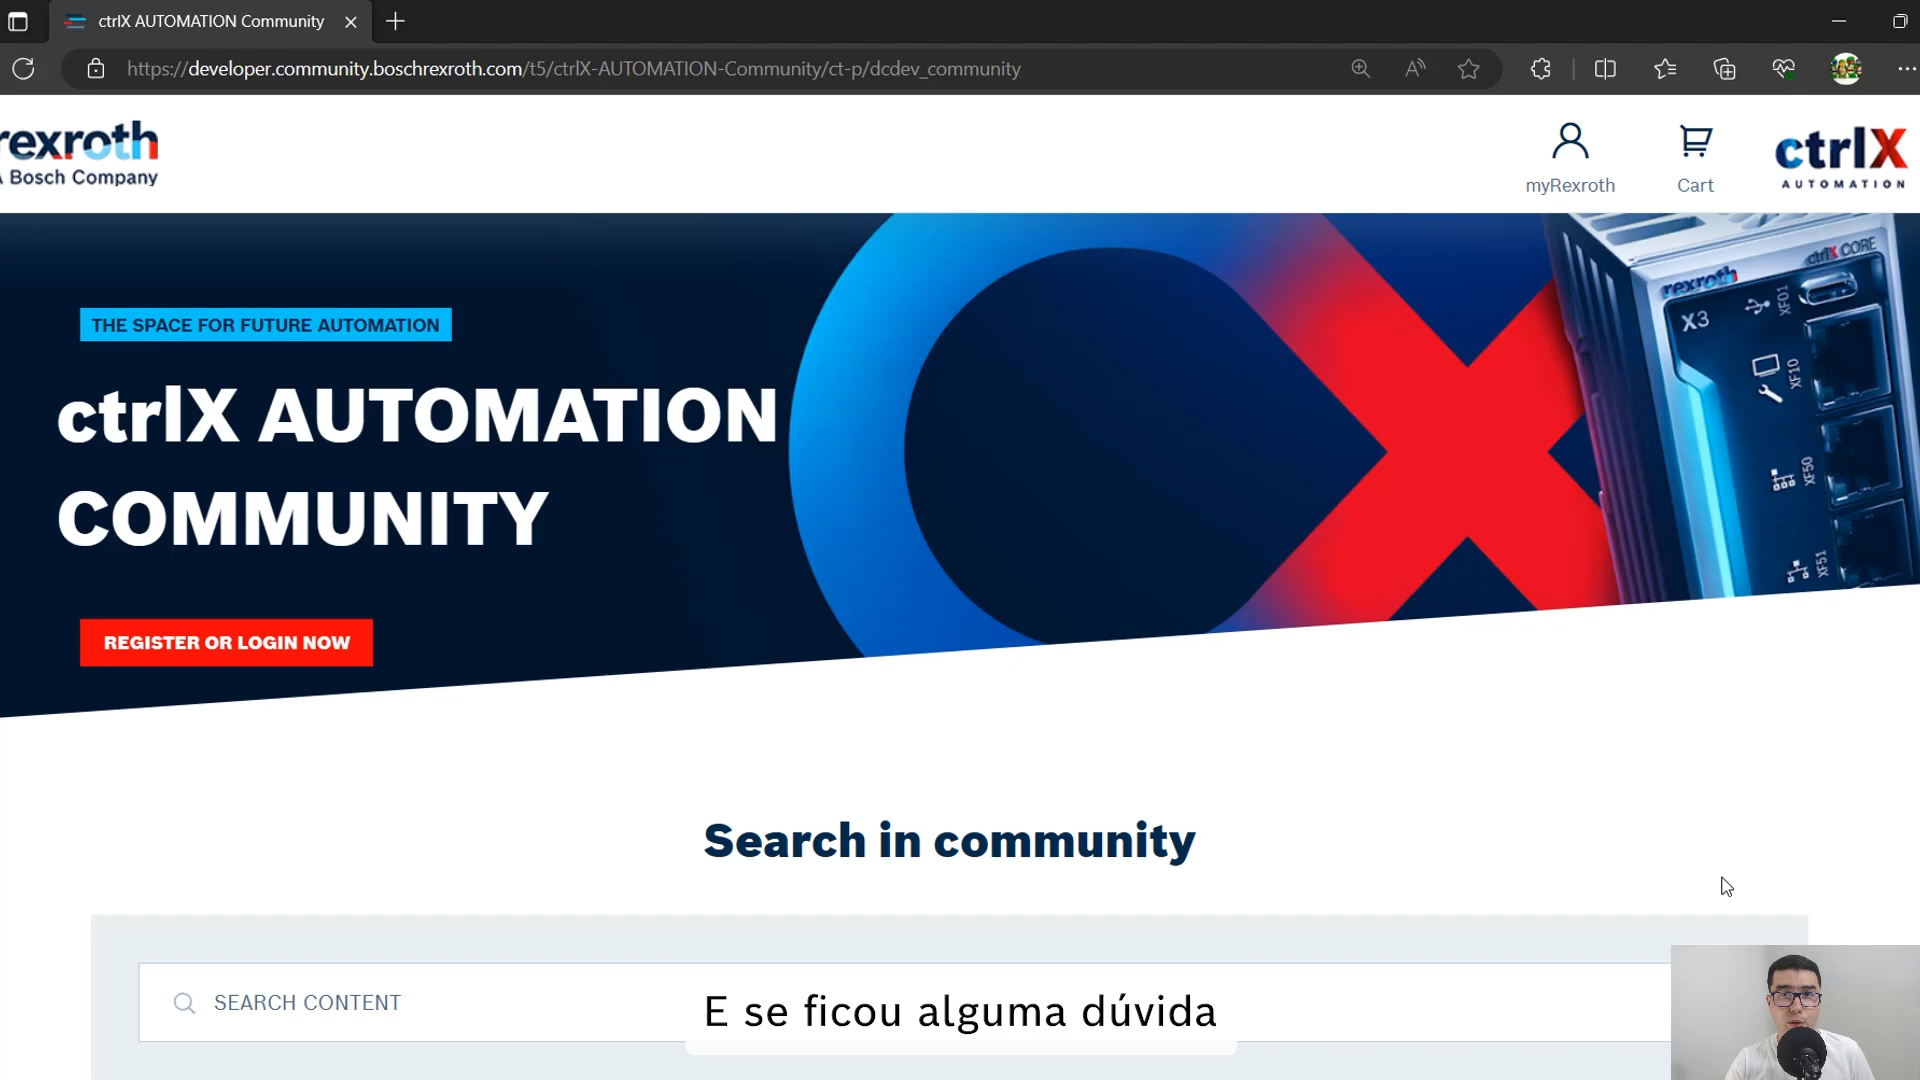 ctrlX AUTOMATION Community
https://developer.community.boschrexroth.com/t5/ctrlX-AUTOMATION-Community/ct-p/dcdev_community
rexroth
A Bosch Company
myRexroth
Cart
ctrlX
AUTOMATION
THE SPACE FOR FUTURE AUTOMATION
ctrlX AUTOMATION
COMMUNITY
REGISTER OR LOGIN NOW
rexroth
ctrlX CORE
X3
XF01
XF10
XF50
XF51
Search in community
SEARCH CONTENT
E se ficou alguma dúvida